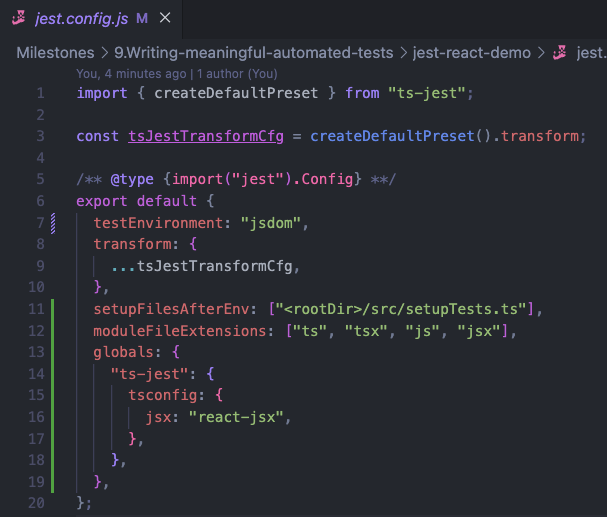 jest.config.js M ×
Milestones > 9.Writing-meaningful-automated-tests > jest-react-demo > jest.
You, 4 minutes ago | 1 author (You)
1 import { createDefaultPreset } from "ts-jest";
2
3 const tsJestTransformCfg = createDefaultPreset().transform;
4
5 /** @type {import("jest").Config} **/
6 export default {
7 testEnvironment: "jsdom",
8 transform: {
9 ...tsJestTransformCfg,
10 },
11 setupFilesAfterEnv: ["<rootDir>/src/setupTests.ts"],
12 moduleFileExtensions: ["ts", "tsx", "js", "jsx"],
13 globals: {
14 "ts-jest": {
15 tsconfig: {
16 jsx: "react-jsx",
17 },
18 },
19 },
20 };